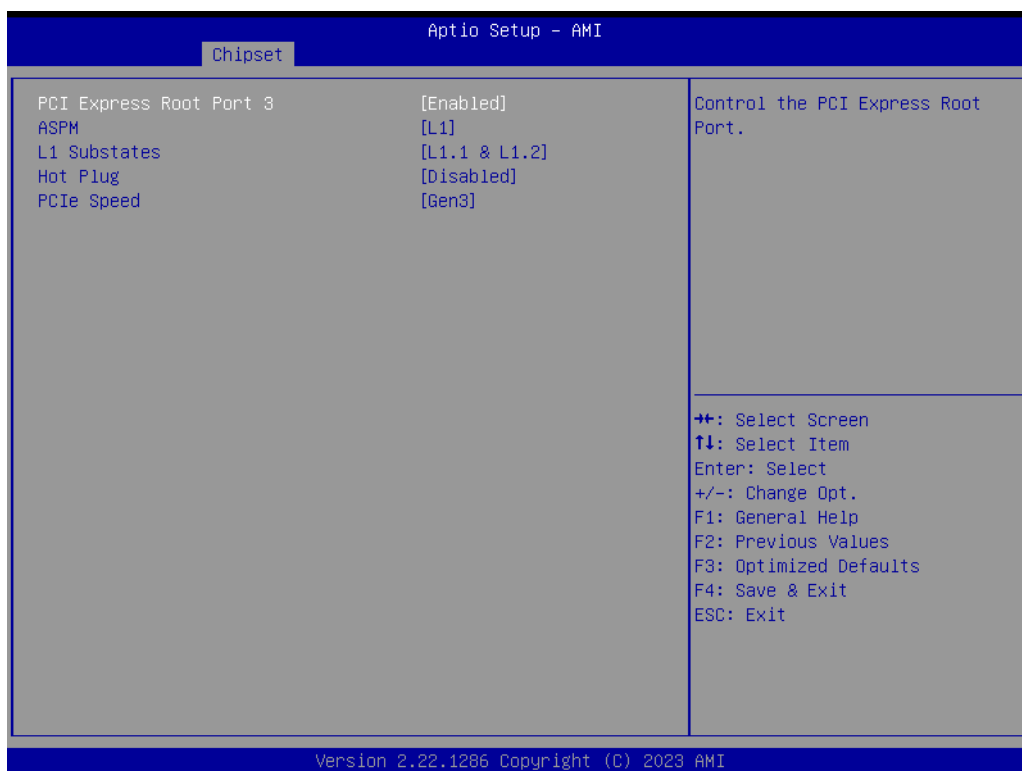 Aptio Setup – AMI
Chipset
PCI Express Root Port 3 [Enabled]
ASPM [L1]
L1 Substates [L1.1 & L1.2]
Hot Plug [Disabled]
PCIe Speed [Gen3]
Control the PCI Express Root
Port.
→←: Select Screen
↑↓: Select Item
Enter: Select
+/-: Change Opt.
F1: General Help
F2: Previous Values
F3: Optimized Defaults
F4: Save & Exit
ESC: Exit
Version 2.22.1286 Copyright (C) 2023 AMI